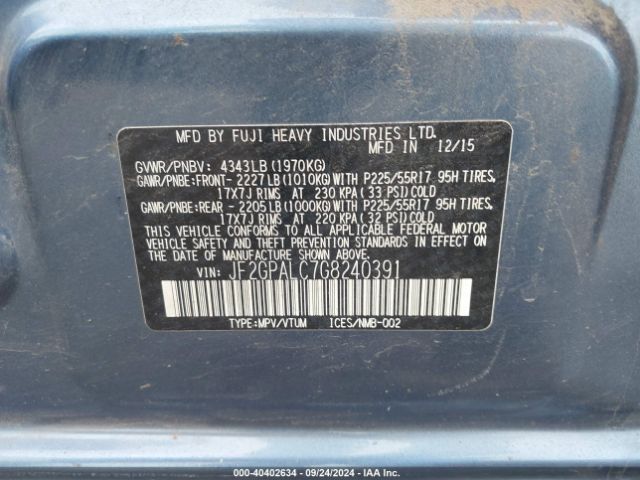 MFD BY FUJI HEAVY INDUSTRIES LTD.
MFD IN 12/15
GVWR/PNBV: 4343LB (1970KG)
GAWR/PNBE:FRONT- 2227LB(1010KG)WITH P225/55R17 95H TIRES,
17X7J RIMS AT 230 KPA (33 PSI)COLD
GAWR/PNBE:REAR - 2205LB(1000KG)WITH P225/55R17 95H TIRES,
17X7J RIMS AT 220 KPA (32 PSI)COLD
THIS VEHICLE CONFORMS TO ALL APPLICABLE FEDERAL MOTOR
VEHICLE SAFETY AND THEFT PREVENTION STANDARDS IN EFFECT ON
THE DATE OF MANUFACTURE SHOWN ABOVE.
VIN: JF2GPALC7G8240391
TYPE:MPV/VTUM ICES/NMB-002
000-40402634 - 09/24/2024 - IAA Inc.